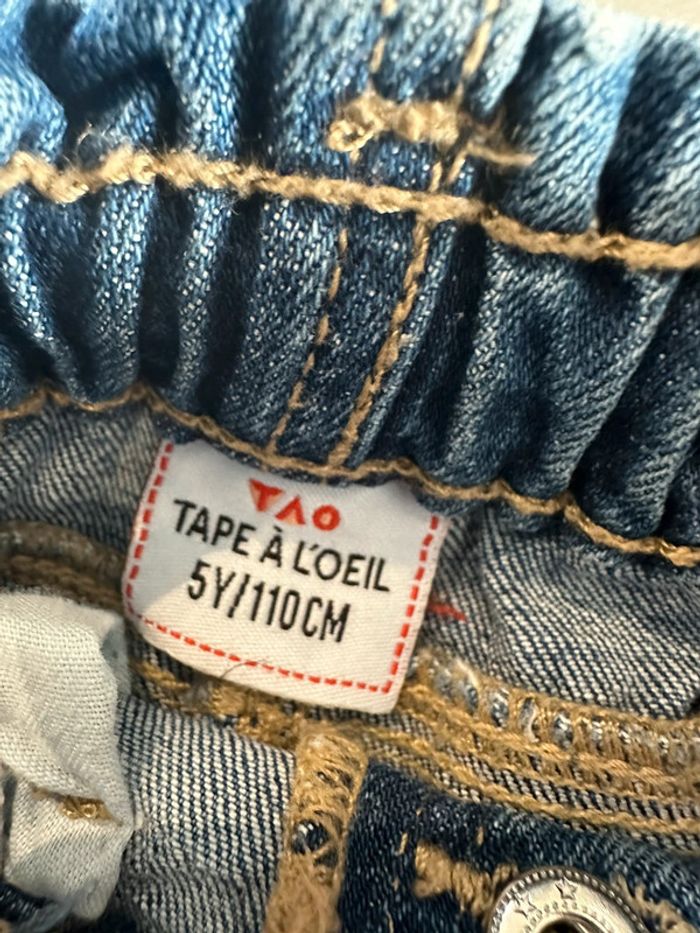 TAO
TAPE À L'OEIL
5Y/110CM